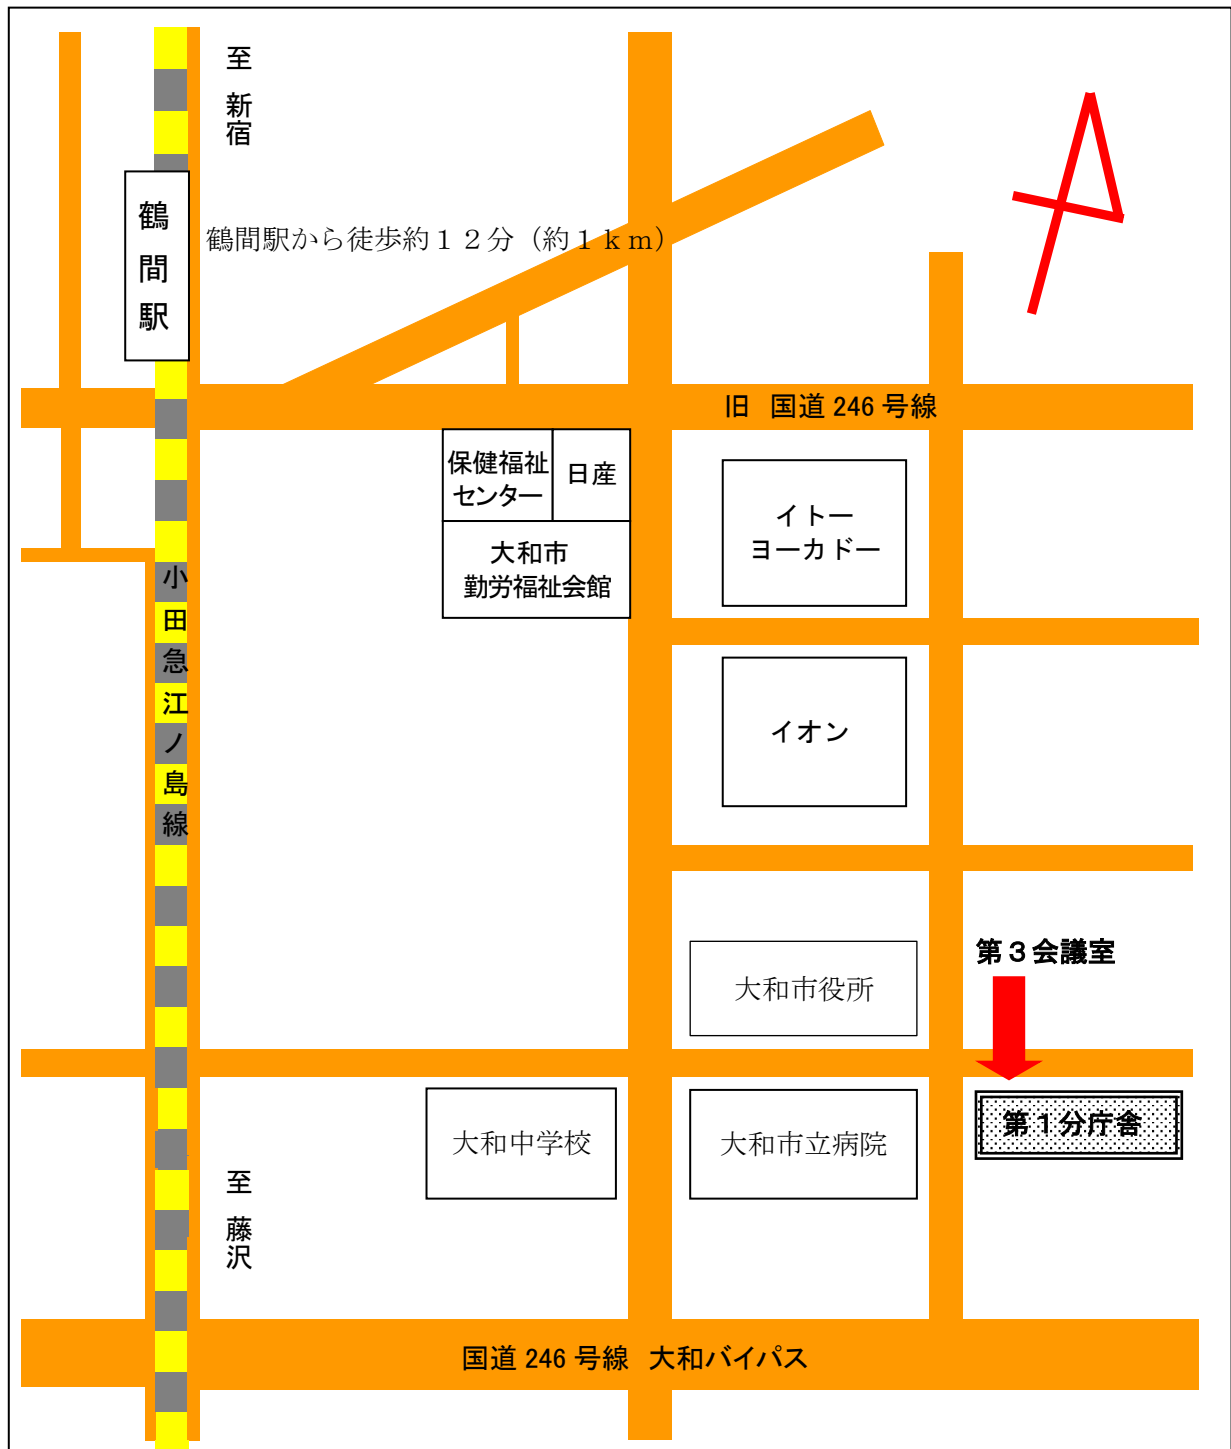 至 新宿
鶴間駅
鶴間駅から徒歩約１２分（約１ｋｍ）
旧 国道 246 号線
保健福祉
センター
日産
イトー
ヨーカドー
大和市
勤労福祉会館
小田急江ノ島線
イオン
第３会議室
大和市役所
第１分庁舎
大和中学校
大和市立病院
至 藤沢
国道 246 号線 大和バイパス